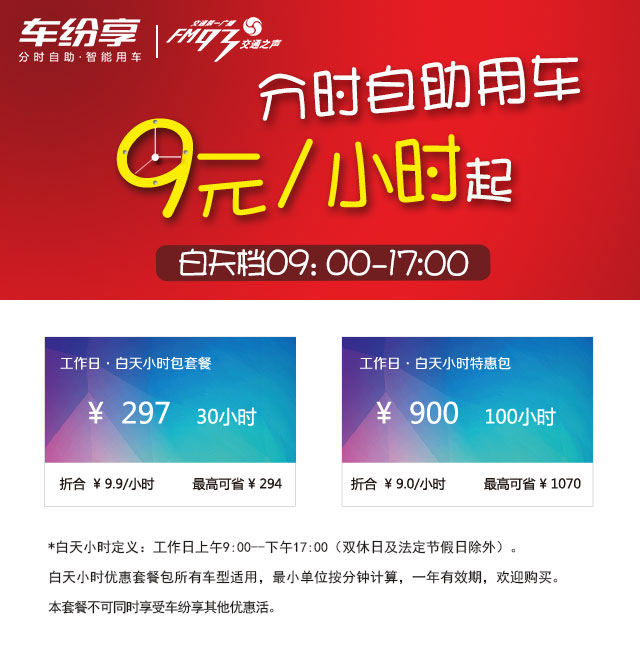 车纷享
分时自助·智能用车
交通第一广播
FM93
交通之声
分时自助用车
9元/小时起
白天档09：00-17:00
工作日·白天小时包套餐
¥ 297 30小时
折合 ¥ 9.9/小时 最高可省 ¥ 294
工作日·白天小时特惠包
¥ 900 100小时
折合 ¥ 9.0/小时 最高可省 ¥ 1070
*白天小时定义：工作日上午9:00--下午17:00（双休日及法定节假日除外）。
白天小时优惠套餐包所有车型适用，最小单位按分钟计算，一年有效期，欢迎购买。
本套餐不可同时享受车纷享其他优惠活。